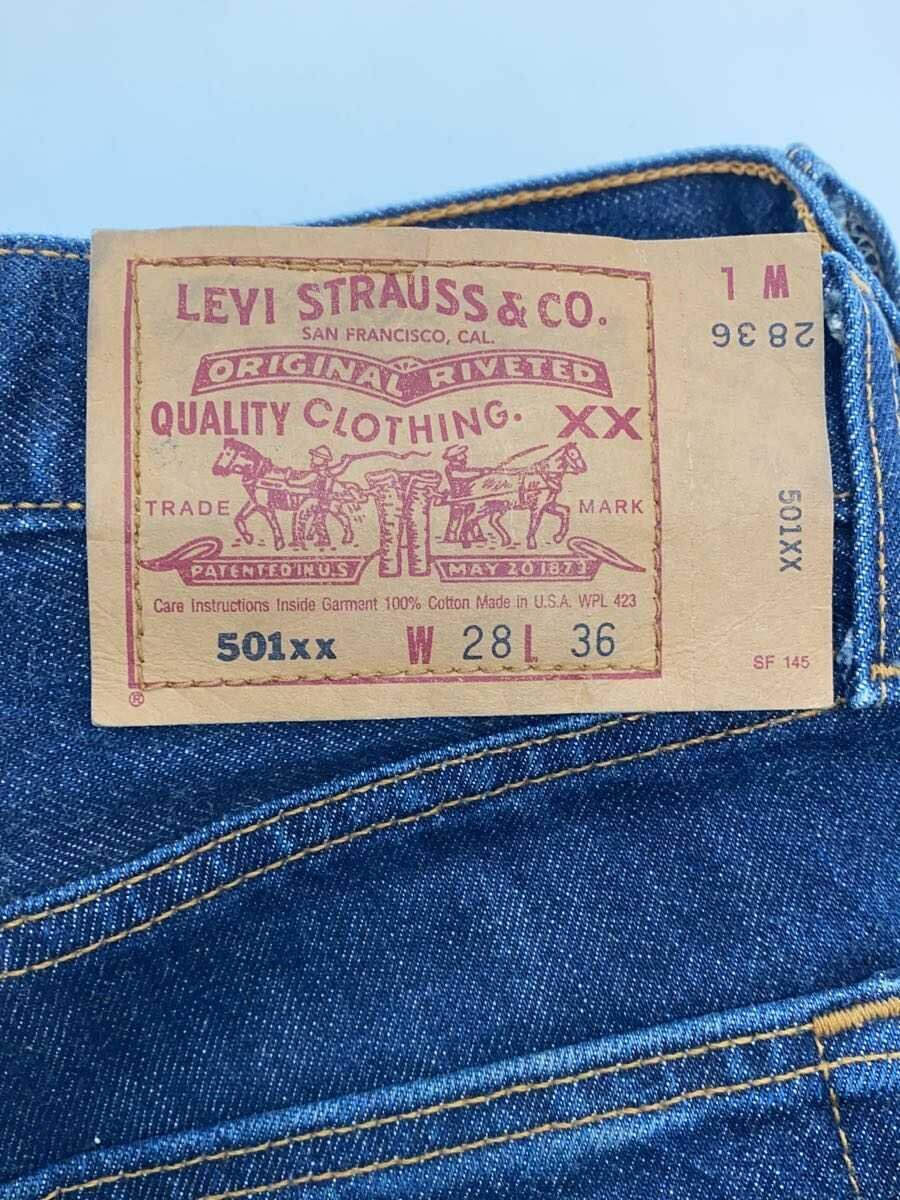 LEVI STRAUSS & CO.
SAN FRANCISCO, CAL.
ORIGINAL RIVETED
QUALITY CLOTHING. XX
TRADE MARK
PATENTED IN U.S MAY 20 1873
Care Instructions Inside Garment 100% Cotton Made in U.S.A. WPL 423
501xx W 28 L 36
®
W L
28 36
501XX
SF 145